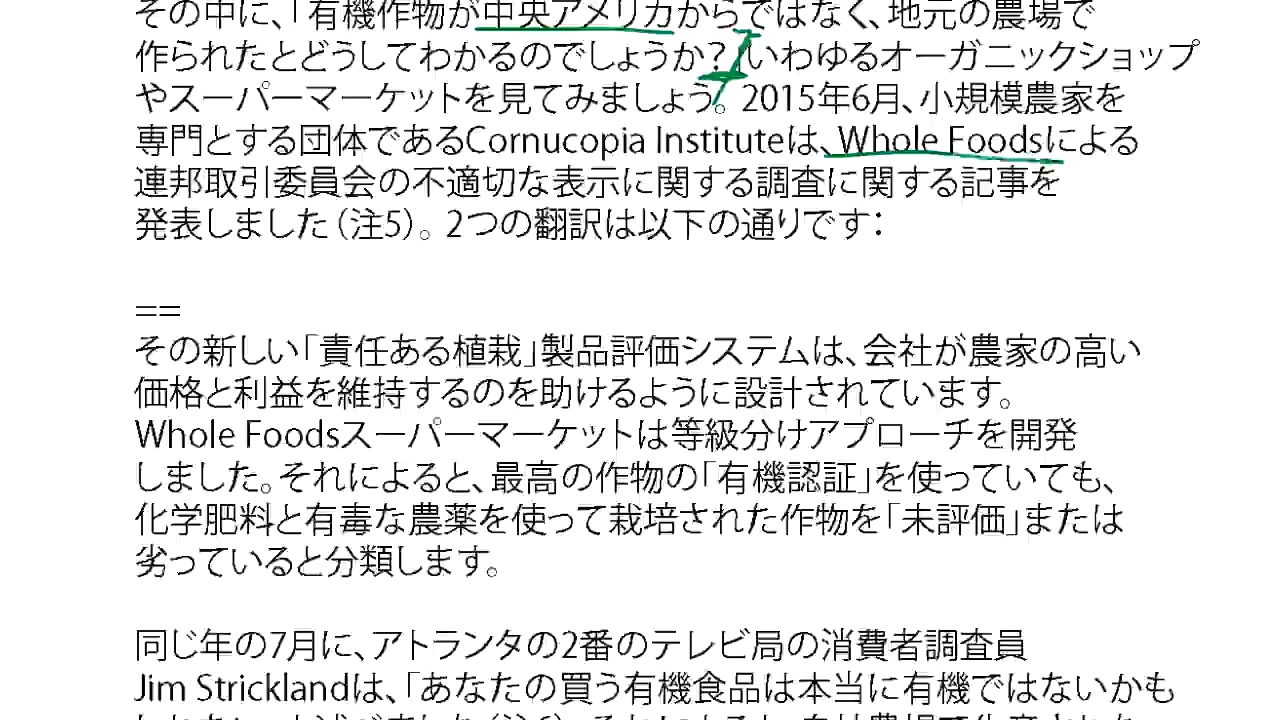 その中に、「有機作物が中央アメリカからではなく、地元の農場で
作られたとどうしてわかるのでしょうか?」いわゆるオーガニックショップ
やスーパーマーケットを見てみましょう。2015年6月、小規模農家を
専門とする団体であるCornucopia Instituteは、Whole Foodsによる
連邦取引委員会の不適切な表示に関する調査に関する記事を
発表しました（注5）。2つの翻訳は以下の通りです：
==
その新しい「責任ある植栽」製品評価システムは、会社が農家の高い
価格と利益を維持するのを助けるように設計されています。
Whole Foodsスーパーマーケットは等級分けアプローチを開発
しました。それによると、最高の作物の「有機認証」を使っていても、
化学肥料と有毒な農薬を使って栽培された作物を「未評価」または
劣っていると分類します。
同じ年の7月に、アトランタの2番のテレビ局の消費者調査員
Jim Stricklandは、「あなたの買う有機食品は本当に有機ではないかも